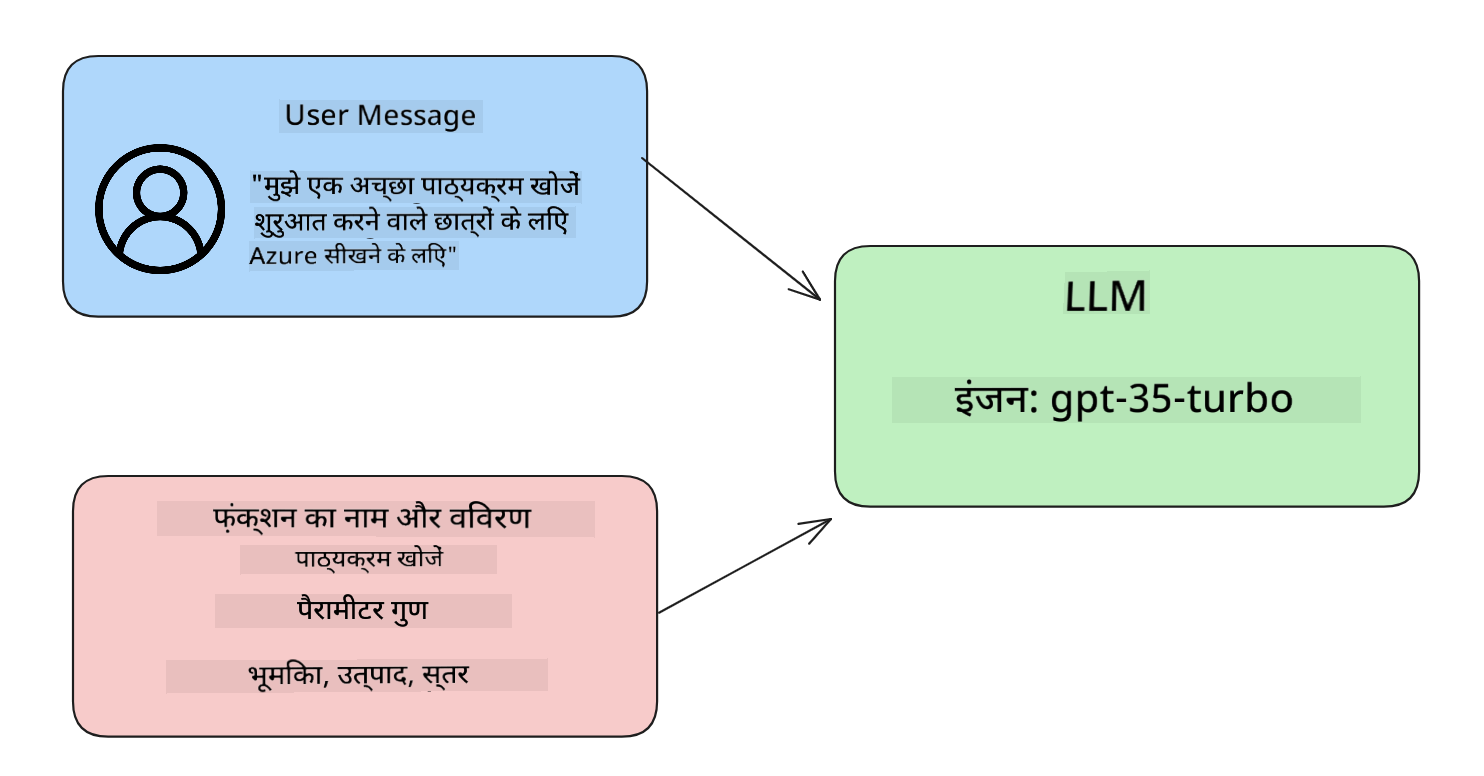 User Message
"मुझे एक अच्छा पाठ्यक्रम खोजें
शुरुआत करने वाले छात्रों के लिए
Azure सीखने के लिए"
LLM
इंजन: gpt-35-turbo
फ़ंक्शन का नाम और विवरण
पाठ्यक्रम खोजें
पैरामीटर गुण
भूमिका, उत्पाद, स्तर